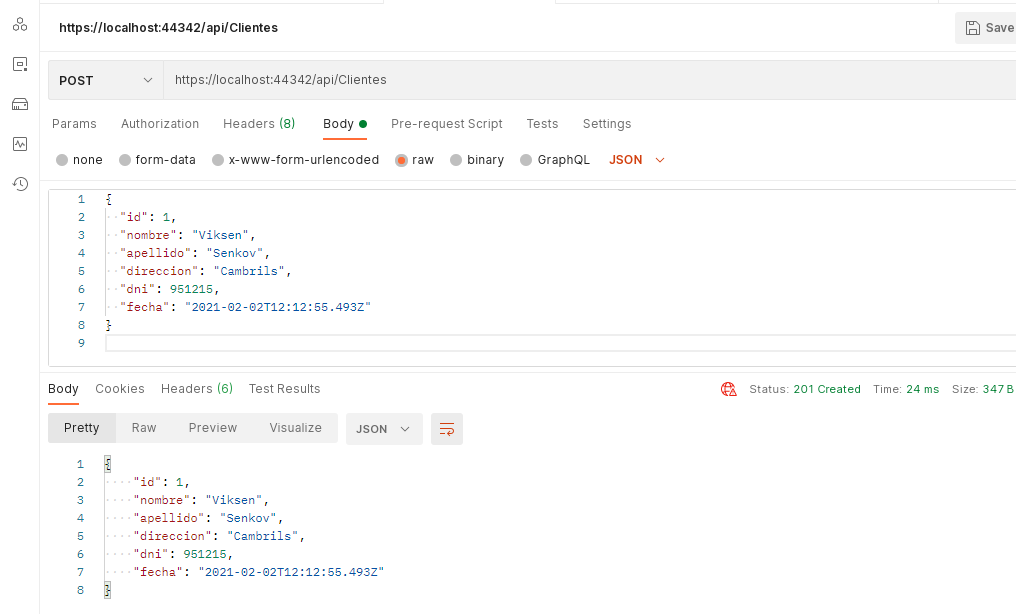 https://localhost:44342/api/Clientes
Save
POST
https://localhost:44342/api/Clientes
Params Authorization Headers (8) Body Pre-request Script Tests Settings
none form-data x-www-form-urlencoded raw binary GraphQL JSON
1 {
2 "id": 1,
3 "nombre": "Viksen",
4 "apellido": "Senkov",
5 "direccion": "Cambrils",
6 "dni": 951215,
7 "fecha": "2021-02-02T12:12:55.493Z"
8 }
9
Body Cookies Headers (6) Test Results Status: 201 Created Time: 24 ms Size: 347 B
Pretty Raw Preview Visualize JSON
1 {
2 "id": 1,
3 "nombre": "Viksen",
4 "apellido": "Senkov",
5 "direccion": "Cambrils",
6 "dni": 951215,
7 "fecha": "2021-02-02T12:12:55.493Z"
8 }